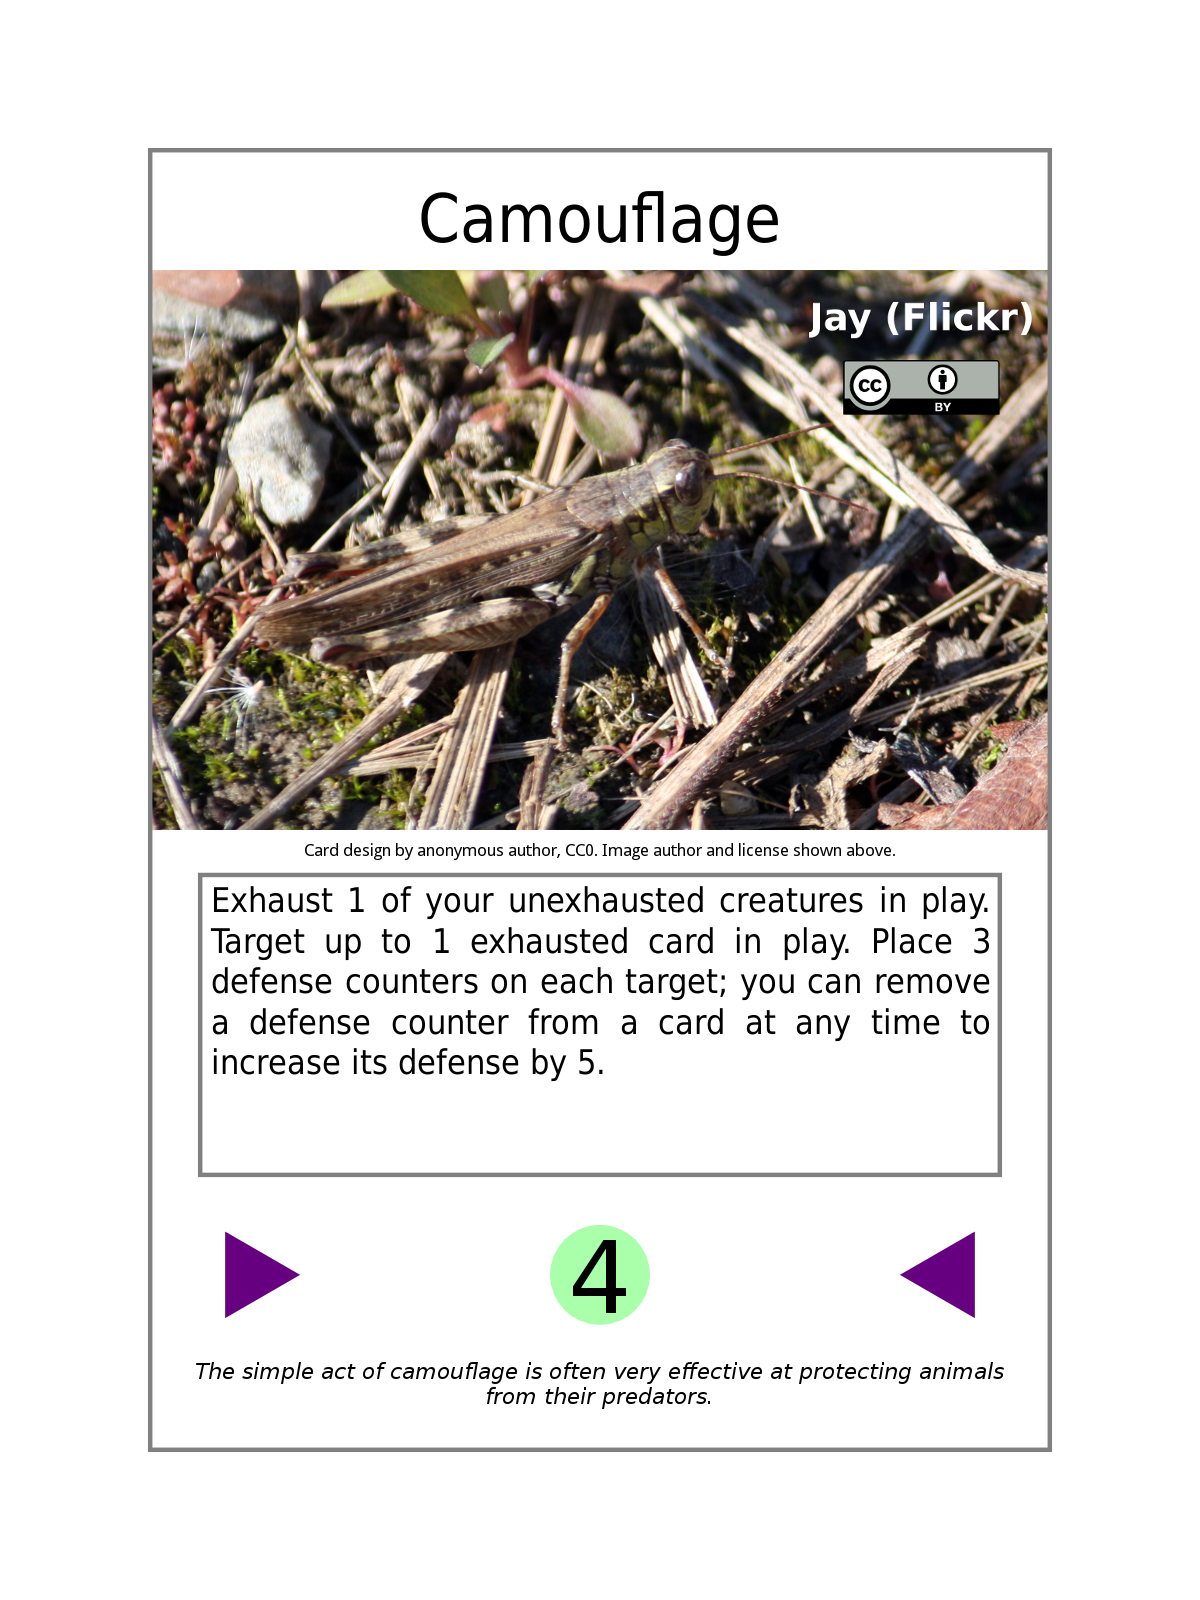 Camouflage
Jay (Flickr)
cc
BY
Card design by anonymous author, CC0. Image author and license shown above.
Exhaust 1 of your unexhausted creatures in play.
Target up to 1 exhausted card in play. Place 3
defense counters on each target; you can remove
a defense counter from a card at any time to
increase its defense by 5.
4
The simple act of camouflage is often very effective at protecting animals
from their predators.